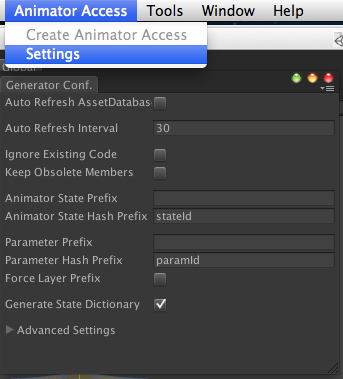 Animator Access Tools Window Help
Create Animator Access
Settings
Global
Generator Conf.
Auto Refresh AssetDatabas
Auto Refresh Interval 30
Ignore Existing Code
Keep Obsolete Members
Animator State Prefix
Animator State Hash Prefix stateId
Parameter Prefix
Parameter Hash Prefix paramId
Force Layer Prefix
Generate State Dictionary
Advanced Settings